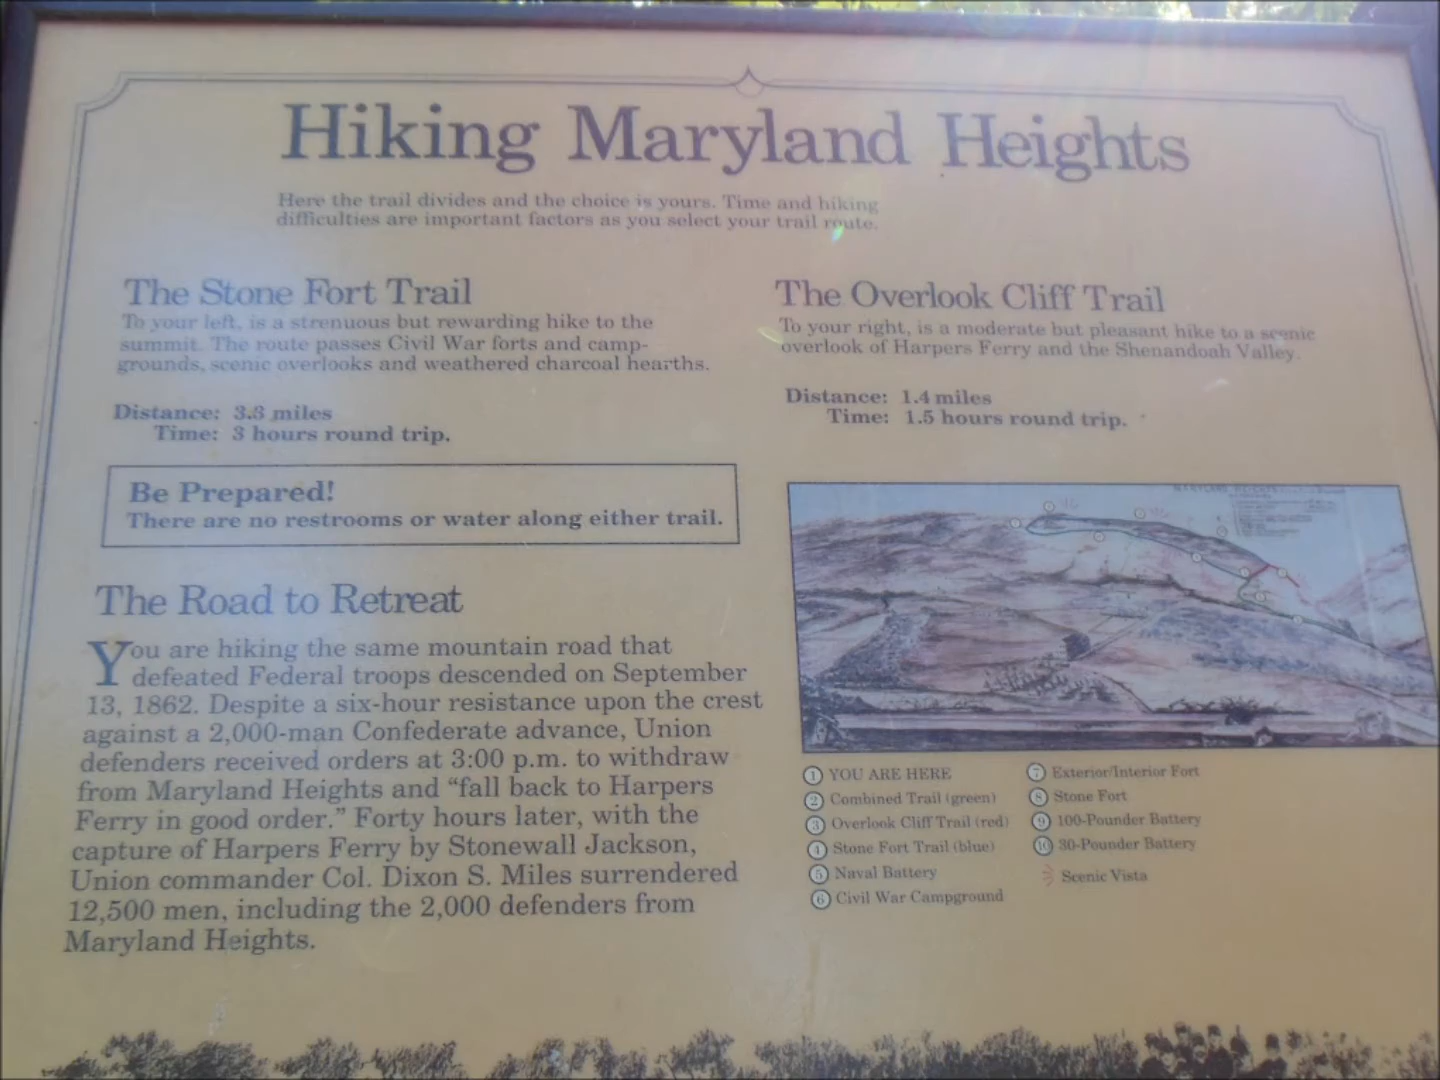 Hiking Maryland Heights
Here the trail divides and the choice is yours. Time and hiking
difficulties are important factors as you select your trail route.
The Stone Fort Trail
To your left, is a strenuous but rewarding hike to the
summit. The route passes Civil War forts and camp-
grounds, scenic overlooks and weathered charcoal hearths.
Distance: 3.3 miles
Time: 3 hours round trip.
Be Prepared!
There are no restrooms or water along either trail.
The Road to Retreat
You are hiking the same mountain road that
defeated Federal troops descended on September
13, 1862. Despite a six-hour resistance upon the crest
against a 2,000-man Confederate advance, Union
defenders received orders at 3:00 p.m. to withdraw
from Maryland Heights and “fall back to Harpers
Ferry in good order.” Forty hours later, with the
capture of Harpers Ferry by Stonewall Jackson,
Union commander Col. Dixon S. Miles surrendered
12,500 men, including the 2,000 defenders from
Maryland Heights.
The Overlook Cliff Trail
To your right, is a moderate but pleasant hike to a scenic
overlook of Harpers Ferry and the Shenandoah Valley.
Distance: 1.4 miles
Time: 1.5 hours round trip.
MARYLAND HEIGHTS
1 YOU ARE HERE
2 Combined Trail (green)
3 Overlook Cliff Trail (red)
4 Stone Fort Trail (blue)
5 Naval Battery
6 Civil War Campground
7 Exterior/Interior Fort
8 Stone Fort
9 100-Pounder Battery
10 30-Pounder Battery
Scenic Vista